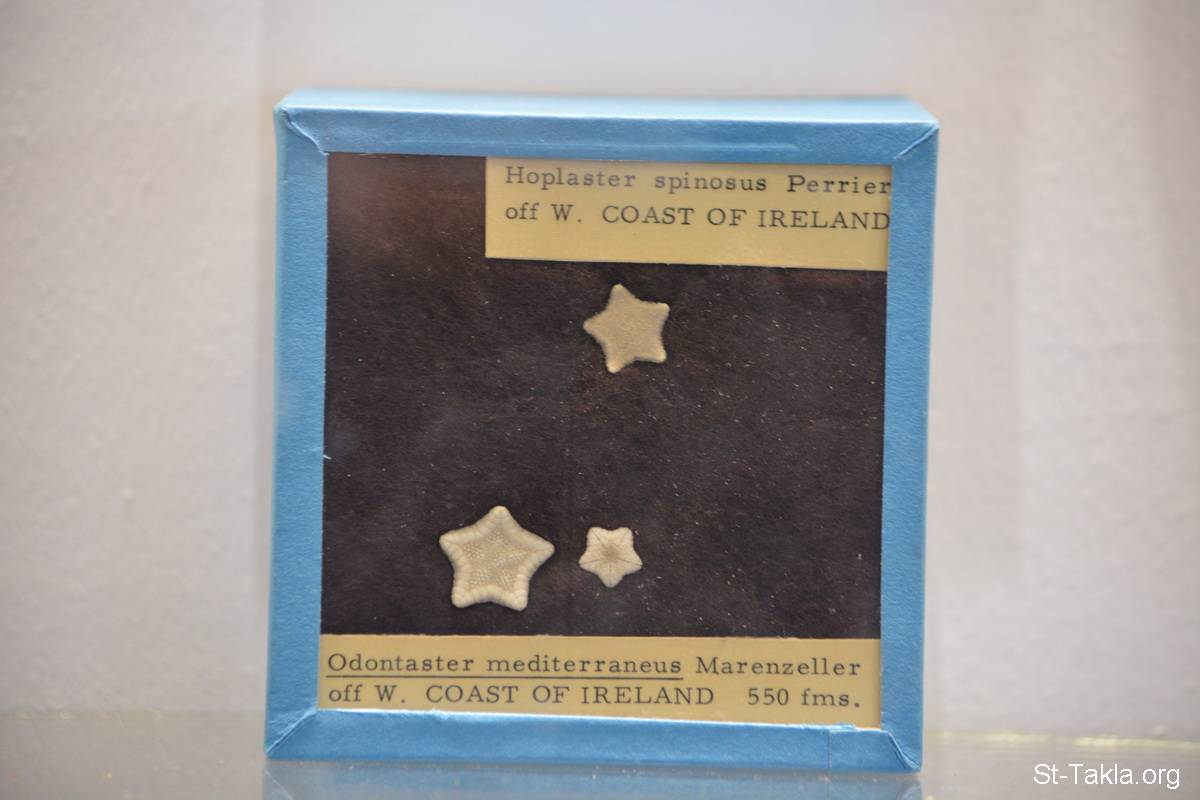 Hoplaster spinosus Perrier
off W. COAST OF IRELAND
Odontaster mediterraneus Marenzeller
off W. COAST OF IRELAND 550 fms.
St-Takla.org